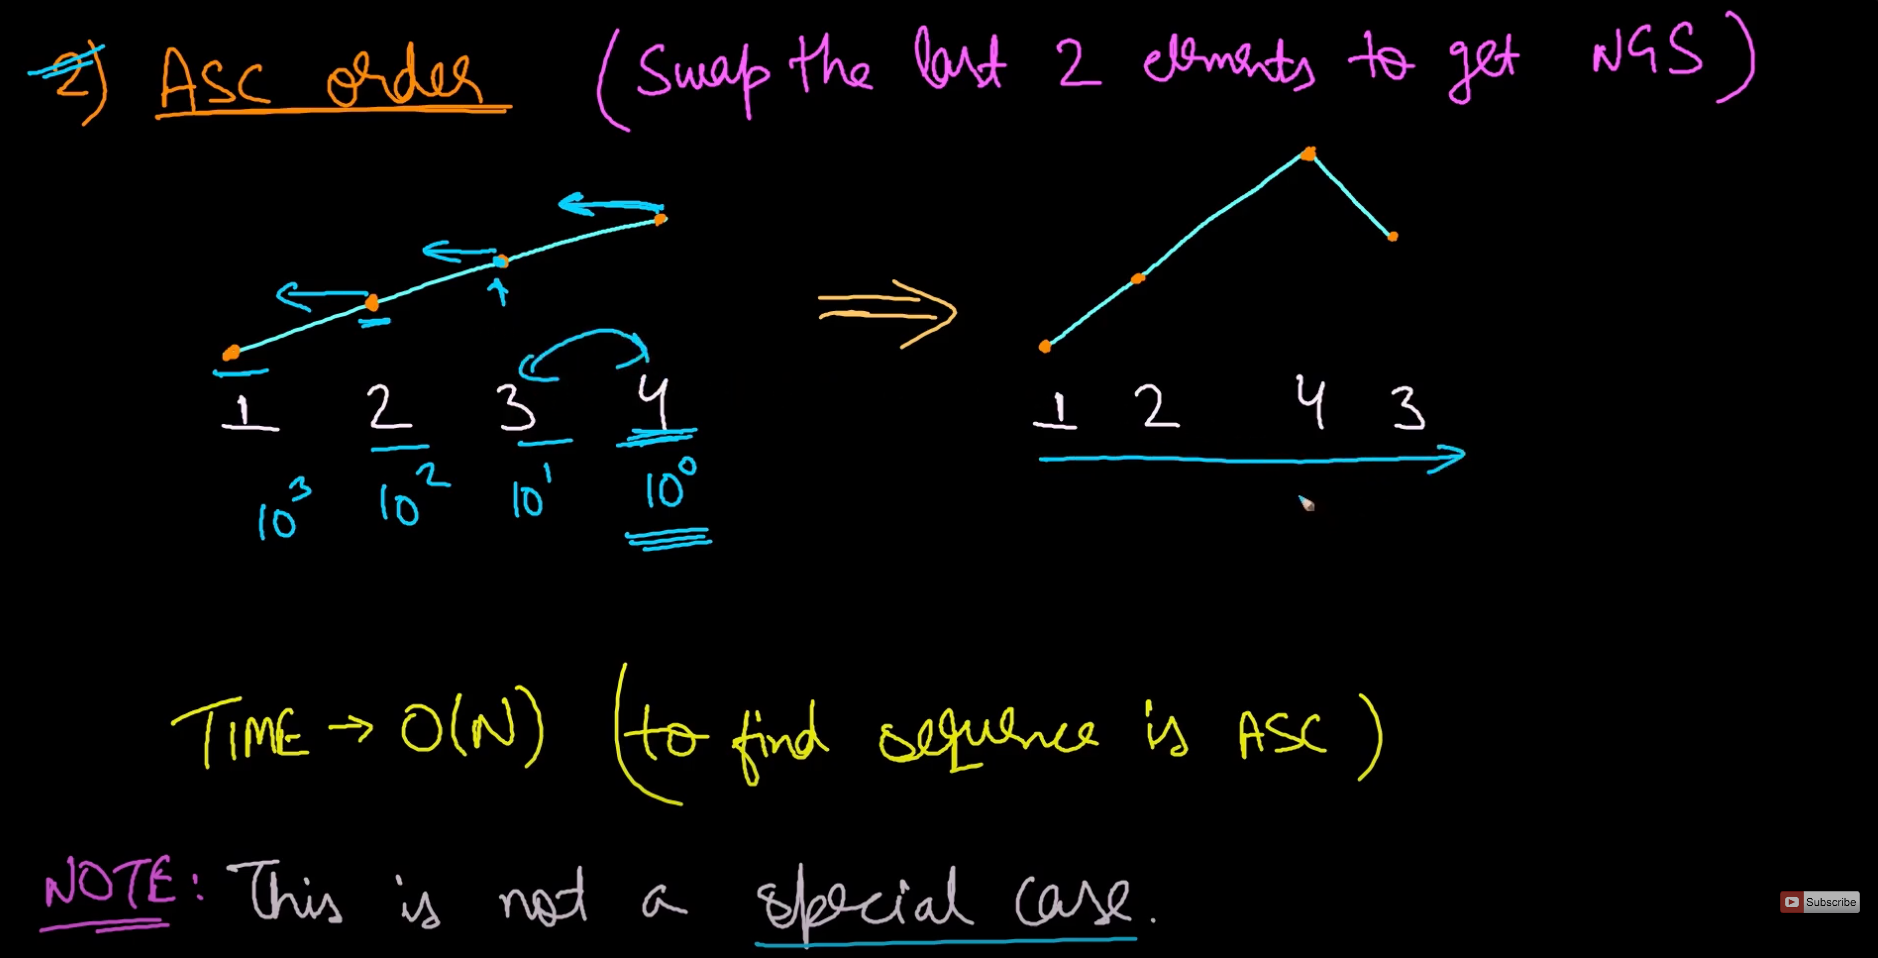 2) ASC order (Swap the last 2 elements to get NGS)
1 2 3 4
10^3 10^2 10^1 10^0
1 2 4 3
TIME → O(N) (to find sequence is ASC)
NOTE: This is not a special case.
Subscribe